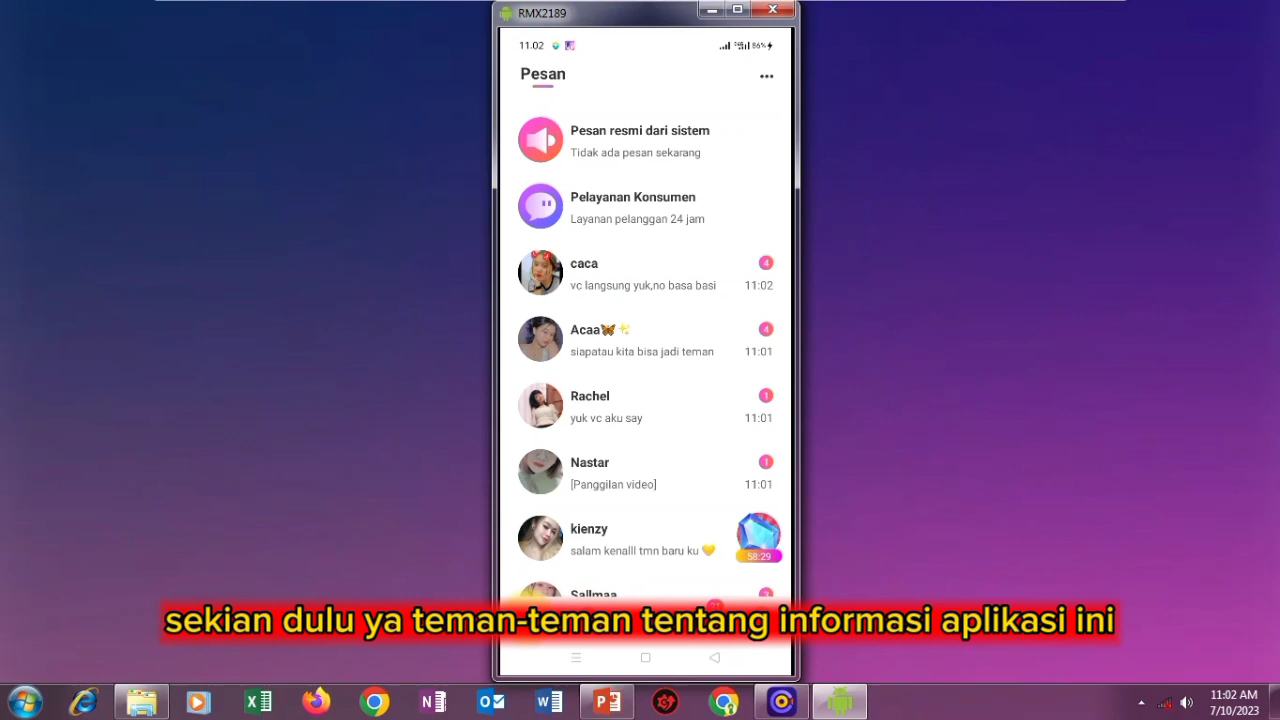 RMX2189
11.02
86%
Pesan
Pesan resmi dari sistem
Tidak ada pesan sekarang
Pelayanan Konsumen
Layanan pelanggan 24 jam
caca
4
vc langsung yuk,no basa basi
11:02
Acaa🦋✨
4
siapatau kita bisa jadi teman
11:01
Rachel
1
yuk vc aku say
11:01
Nastar
1
[Panggilan video]
11:01
kienzy
salam kenalll tmn baru ku 💛
58:29
Sallmaa
sekian dulu ya teman-teman tentang informasi aplikasi ini
11:02 AM
7/10/2023